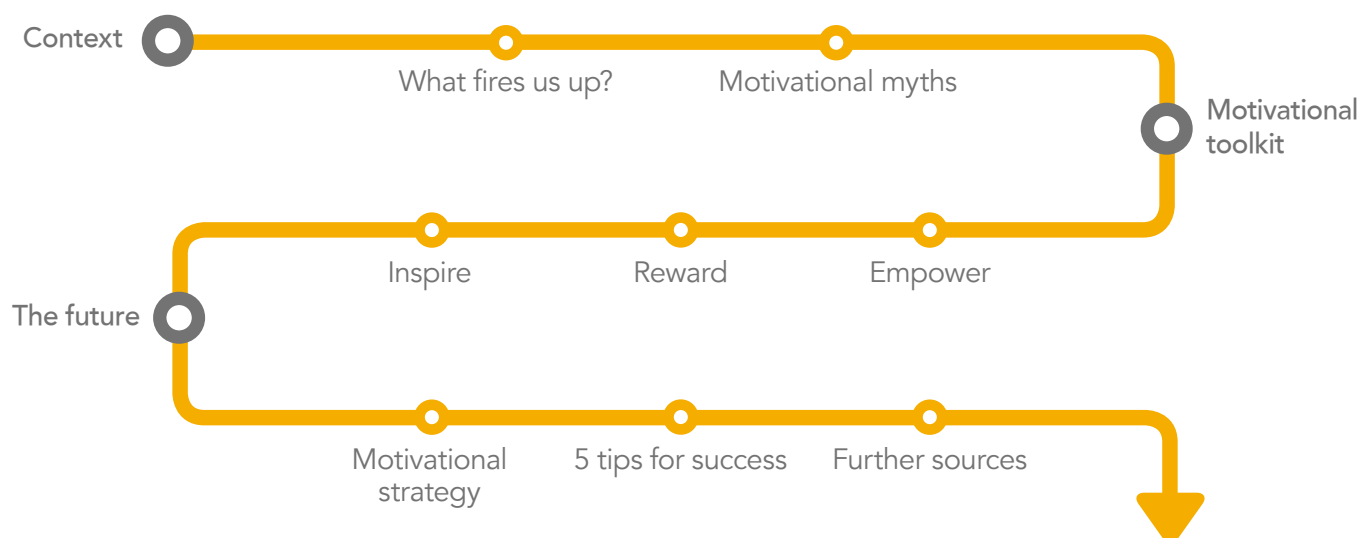 Context
What fires us up?
Motivational myths
Motivational
toolkit
Inspire
Reward
Empower
The future
Motivational
strategy
5 tips for success
Further sources